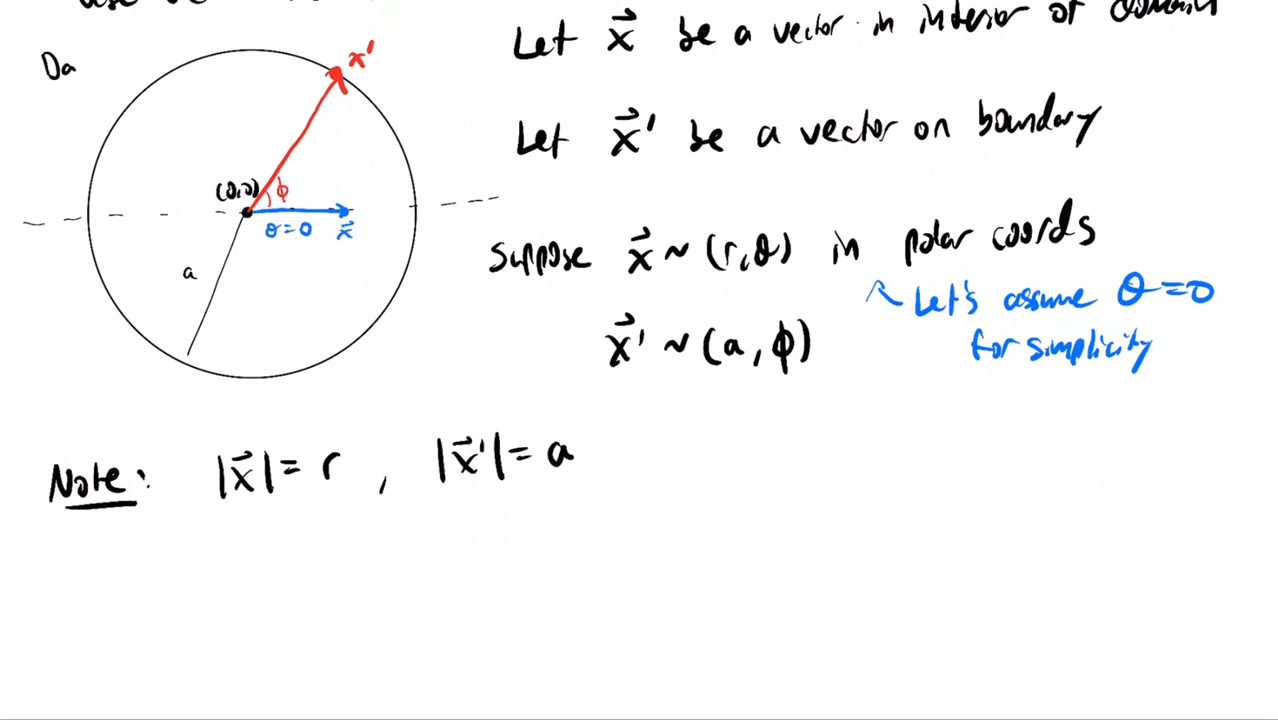 Let x⃗ be a vector in interior of domain
Da
x'
Let x⃗' be a vector on boundary
(0,0) ϕ
θ=0 x⃗
a
Suppose x⃗ ~ (r,θ) in polar coords
Let's assume θ=0
for simplicity
x⃗' ~ (a,ϕ)
Note: |x⃗| = r , |x⃗'| = a